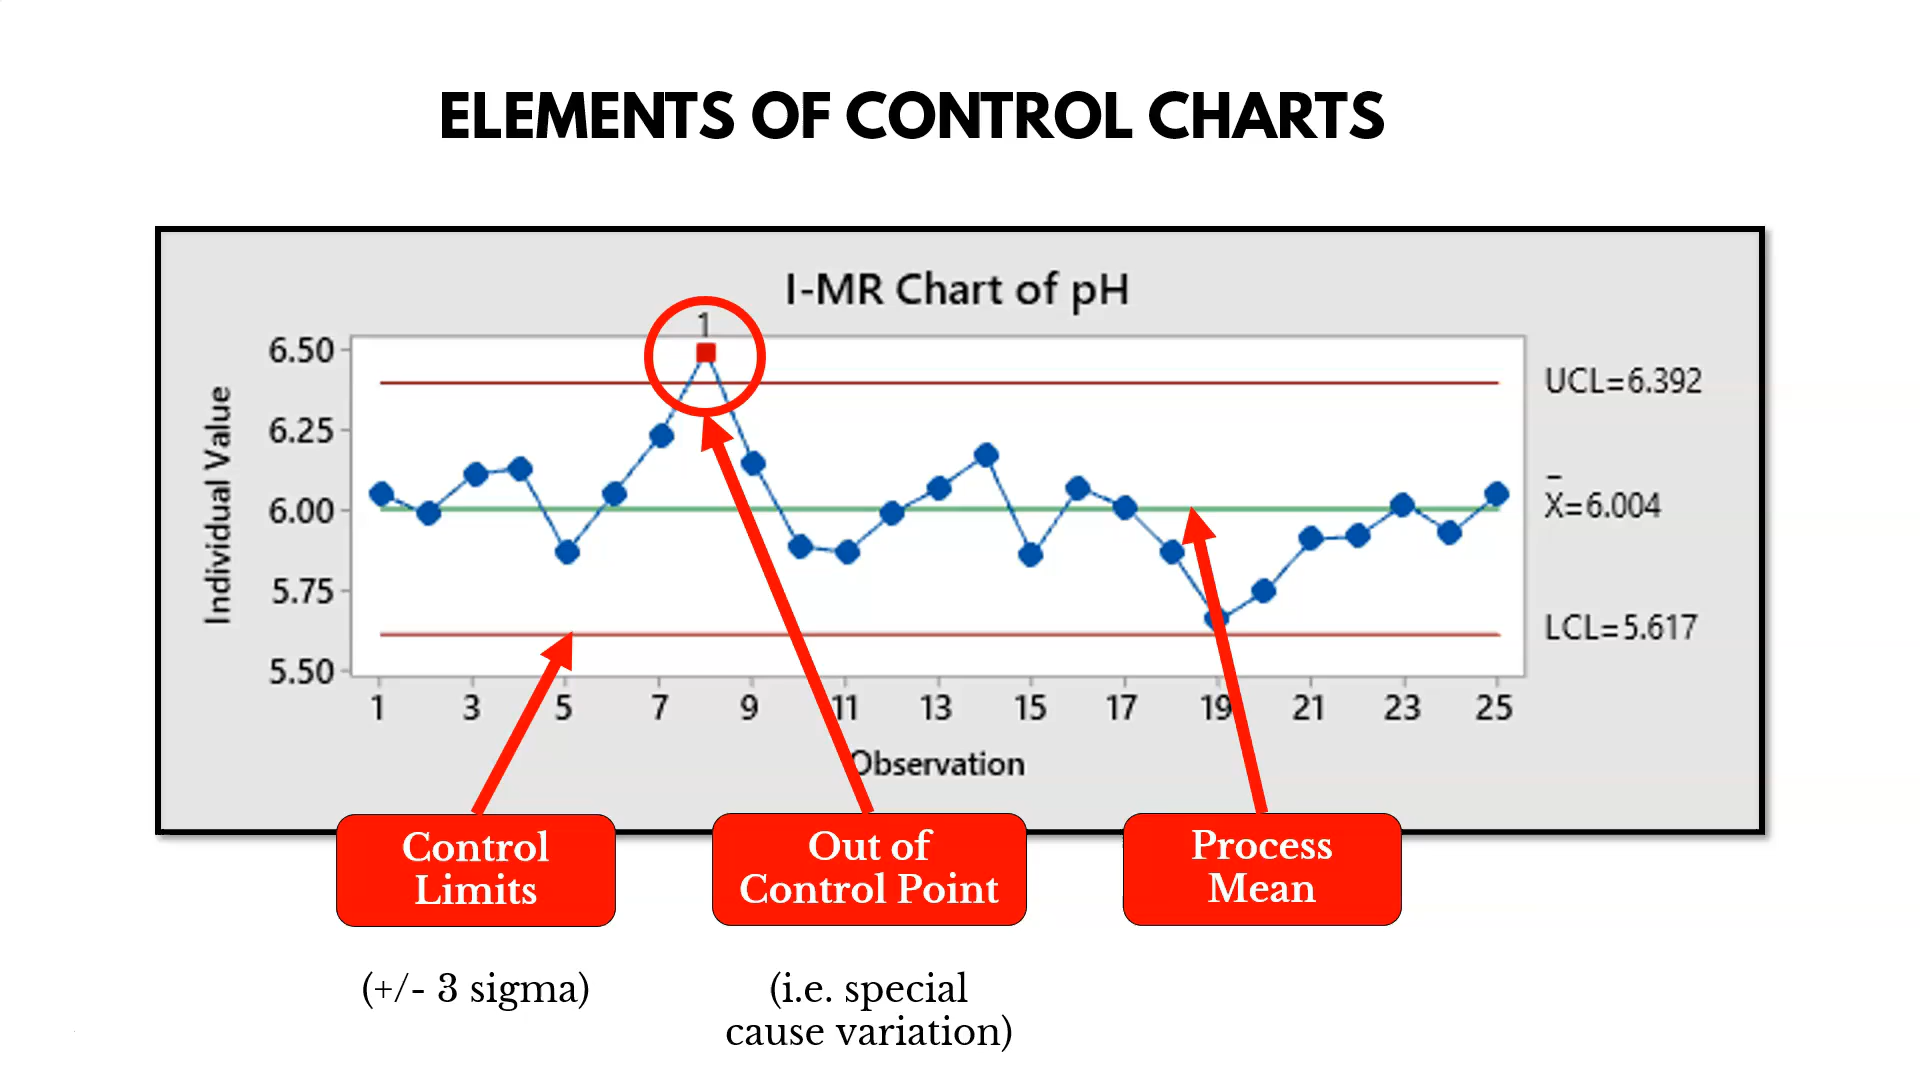 ELEMENTS OF CONTROL CHARTS
I-MR Chart of pH
1
6.50
6.25
6.00
5.75
5.50
Individual Value
UCL=6.392
X̄=6.004
LCL=5.617
1 3 5 7 9 11 13 15 17 19 21 23 25
Observation
Control
Limits
(+/- 3 sigma)
Out of
Control Point
(i.e. special
cause variation)
Process
Mean